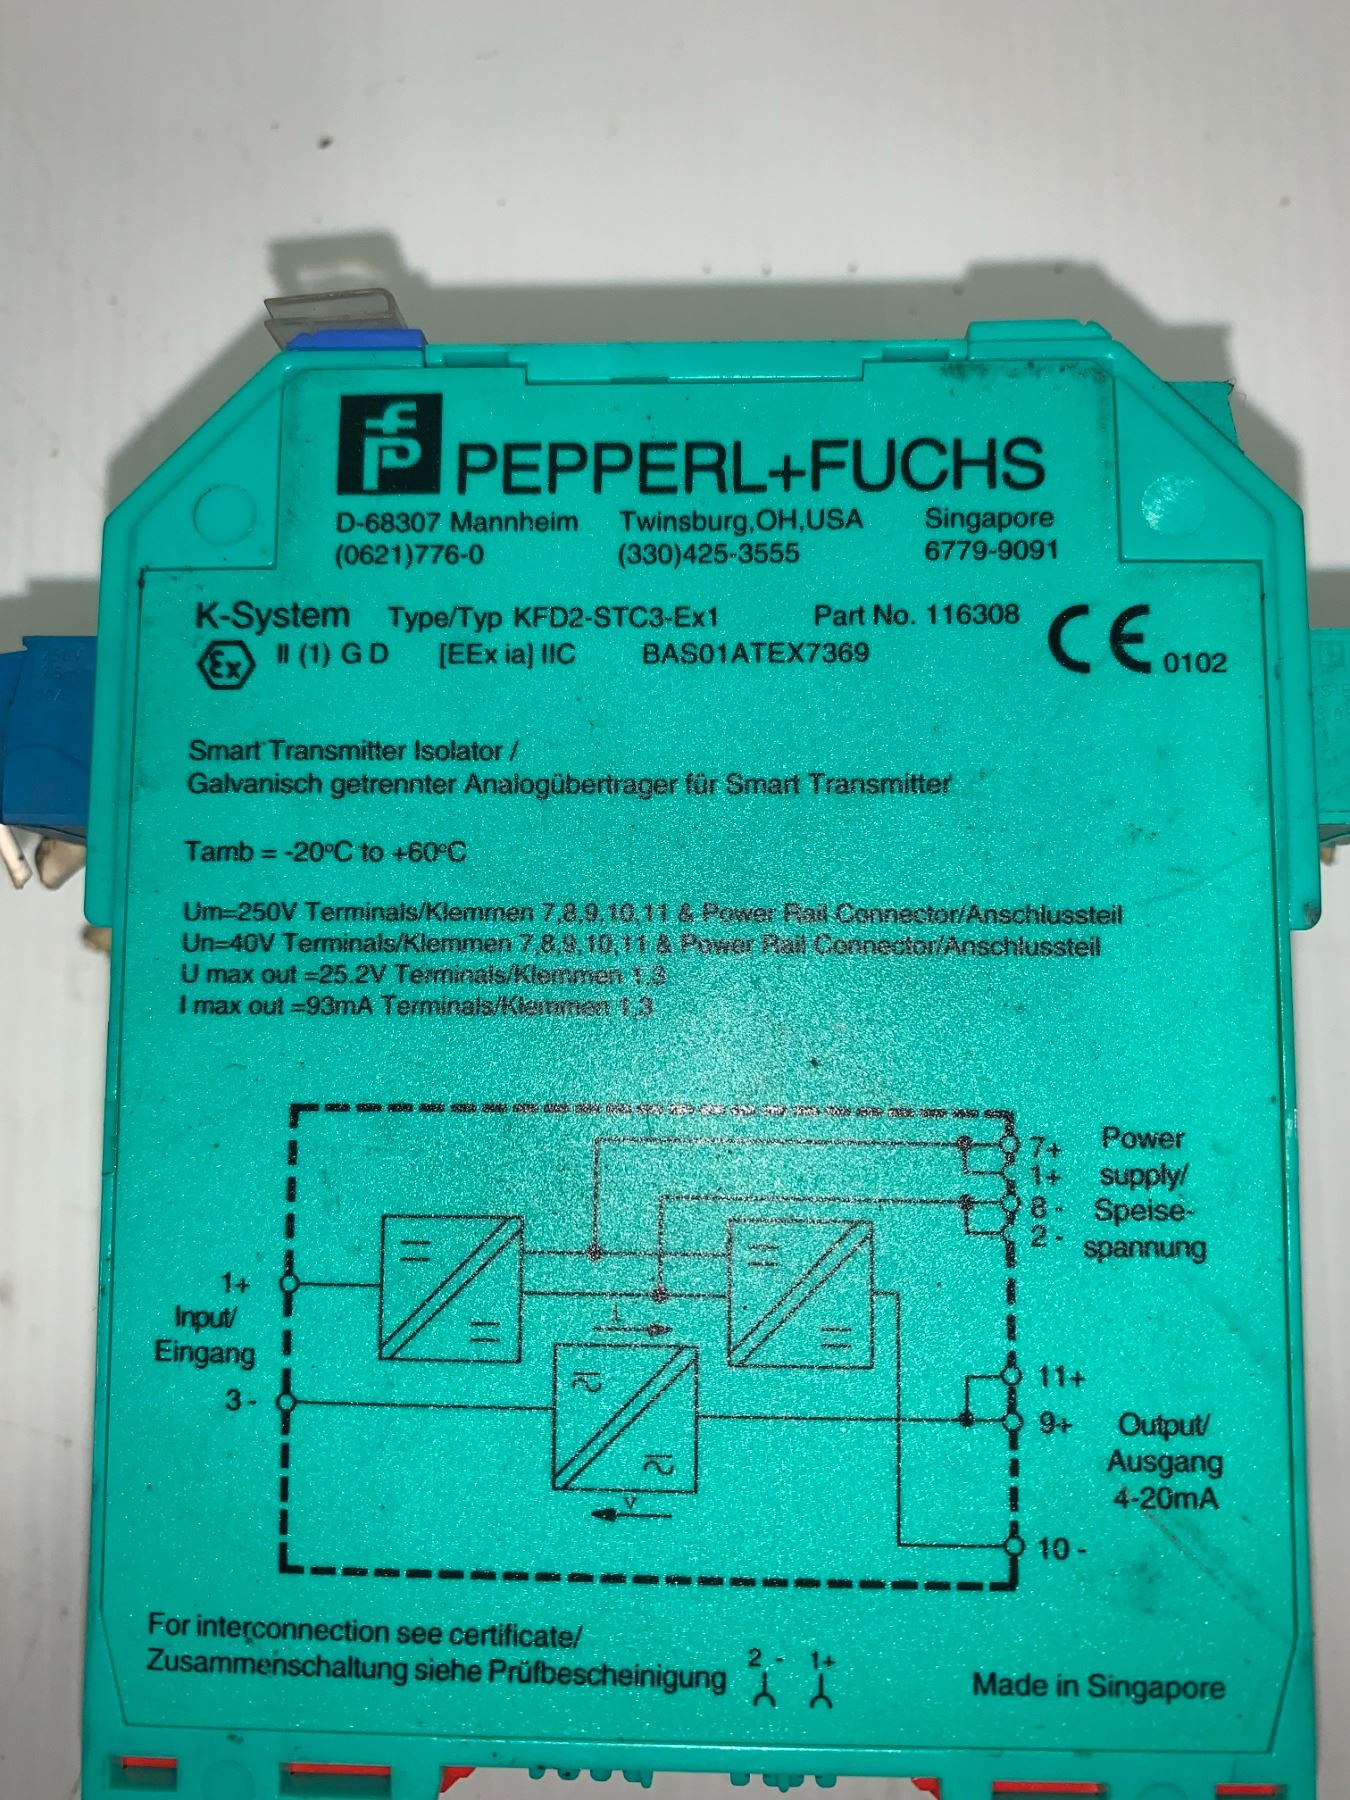 PEPPERL+FUCHS
D-68307 Mannheim Twinsburg,OH,USA Singapore
(0621)776-0 (330)425-3555 6779-9091
K-System Type/Typ KFD2-STC3-Ex1 Part No. 116308
Ex II (1) G D [EEx ia] IIC BAS01ATEX7369 CE 0102
Smart Transmitter Isolator /
Galvanisch getrennter Analogübertrager für Smart Transmitter
Tamb = -20°C to +60°C
Um=250V Terminals/Klemmen 7,8,9,10,11 & Power Rail Connector/Anschlussteil
Un=40V Terminals/Klemmen 7,8,9,10,11 & Power Rail Connector/Anschlussteil
U max out =25.2V Terminals/Klemmen 1,3
I max out =93mA Terminals/Klemmen 1,3
7+ Power
1+ supply/
8 - Speise-
2 - spannung
1+
Input/
Eingang
3 -
I
V
11+
9+ Output/
Ausgang
4-20mA
10 -
For interconnection see certificate/
Zusammenschaltung siehe Prüfbescheinigung
2 - 1+
Made in Singapore